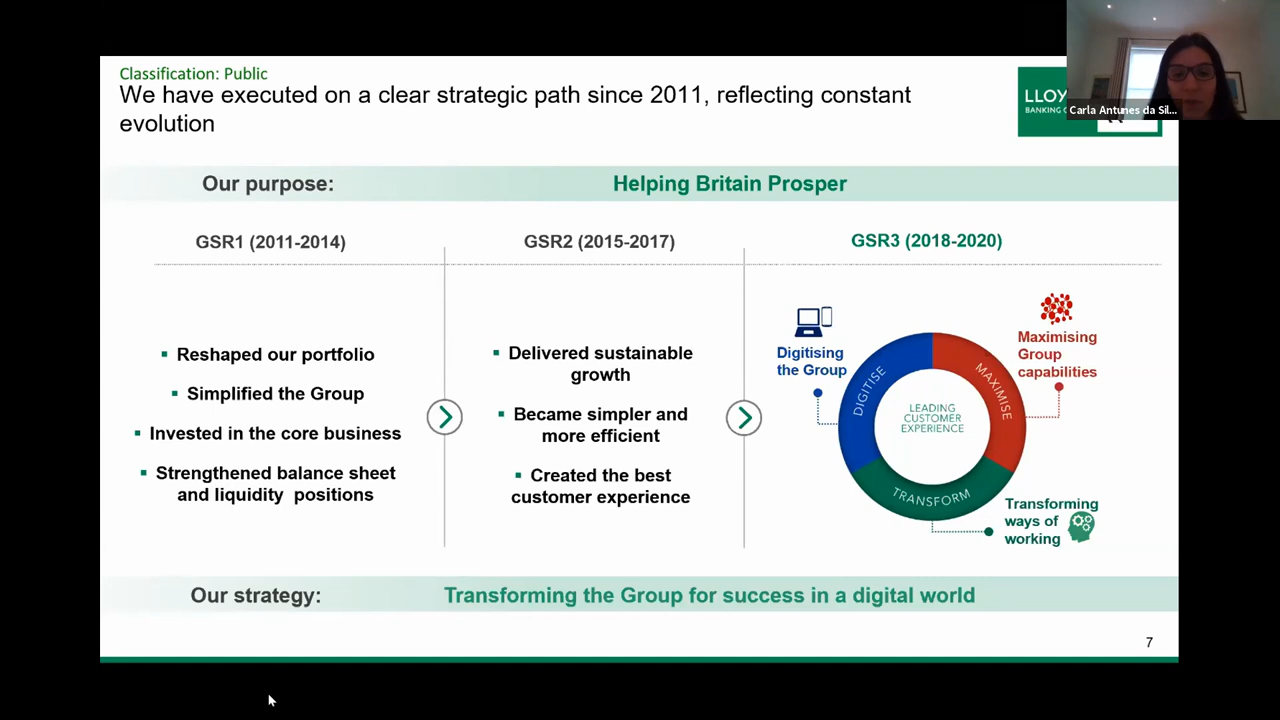 Classification: Public
We have executed on a clear strategic path since 2011, reflecting constant
evolution
LLOY
BANKING
Carla Antunes da Sil...
Our purpose:
Helping Britain Prosper
GSR1 (2011-2014)
GSR2 (2015-2017)
GSR3 (2018-2020)
▪ Reshaped our portfolio
▪ Simplified the Group
▪ Invested in the core business
▪ Strengthened balance sheet
and liquidity positions
▪ Delivered sustainable
growth
▪ Became simpler and
more efficient
▪ Created the best
customer experience
Digitising
the Group
Maximising
Group
capabilities
DIGITISE
MAXIMISE
LEADING
CUSTOMER
EXPERIENCE
TRANSFORM
Transforming
ways of
working
Our strategy:
Transforming the Group for success in a digital world
7